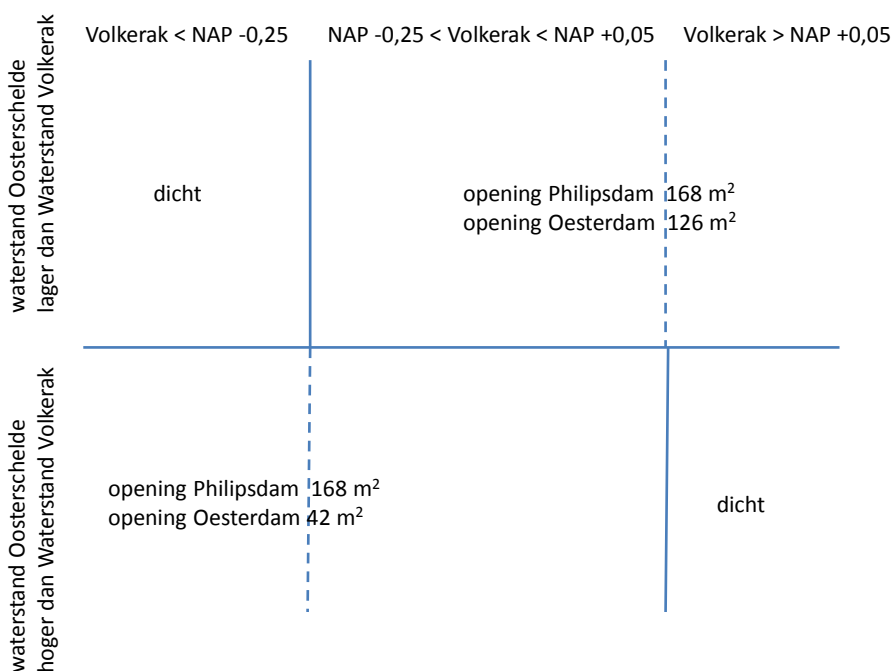 Volkerak < NAP -0,25
NAP -0,25 < Volkerak < NAP +0,05
Volkerak > NAP +0,05
waterstand Oosterschelde
lager dan Waterstand Volkerak
dicht
opening Philipsdam 168 m²
opening Oesterdam 126 m²
waterstand Oosterschelde
hoger dan Waterstand Volkerak
opening Philipsdam 168 m²
opening Oesterdam 42 m²
dicht